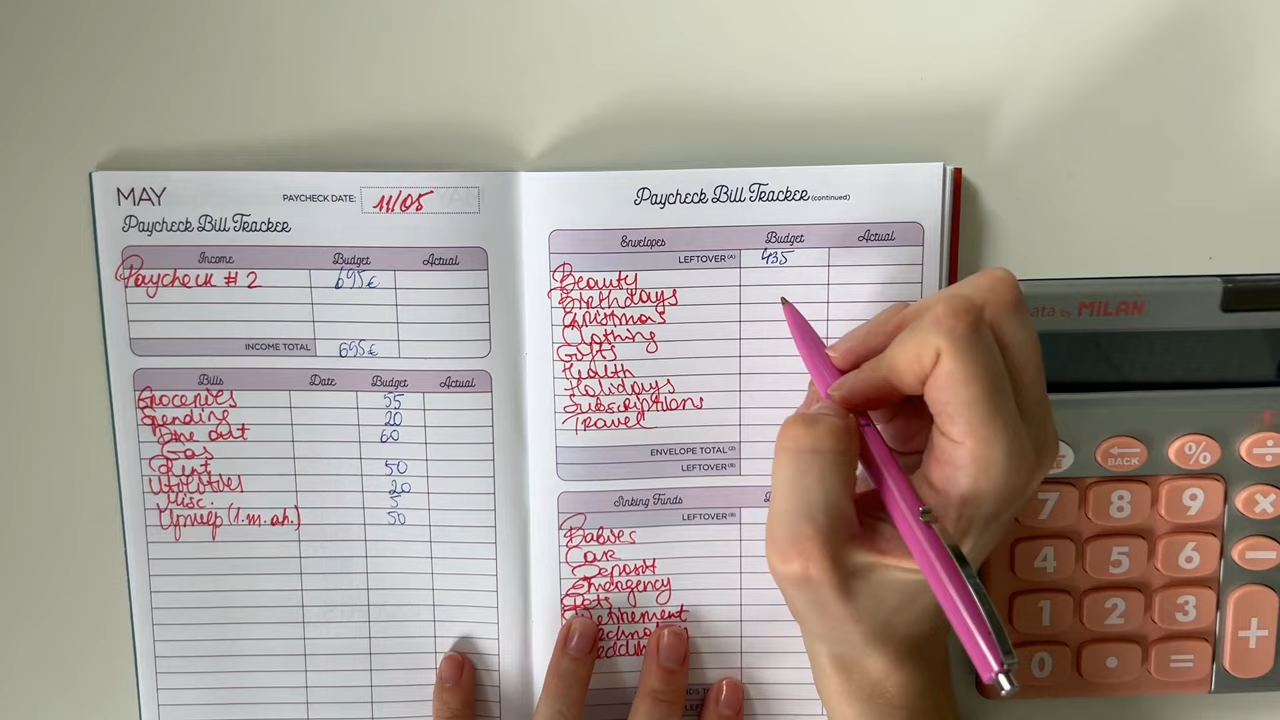 MAY
PAYCHECK DATE: 11/05
Paycheck Bill Tracker
Income Budget Actual
Paycheck #2 695€
INCOME TOTAL 695€
Bills Date Budget Actual
Groceries 55
Spending 20
Dine out 60
Gas
Rent 50
Utilities 20
Misc. 5
50
Paycheck Bill Tracker (continued)
Envelopes Budget Actual
LEFTOVER (A) 435
Beauty
Birthdays
Christmas
Clothing
Gifts
Health
Holidays
Subscriptions
Travel
ENVELOPE TOTAL (2)
LEFTOVER (B)
Sinking Funds
LEFTOVER (B)
Babies
Car
Deposit
Emergency
Pets
Retirement
data by MILAN
BACK % ÷
7 8 9 ×
4 5 6 −
1 2 3 +
0 • =